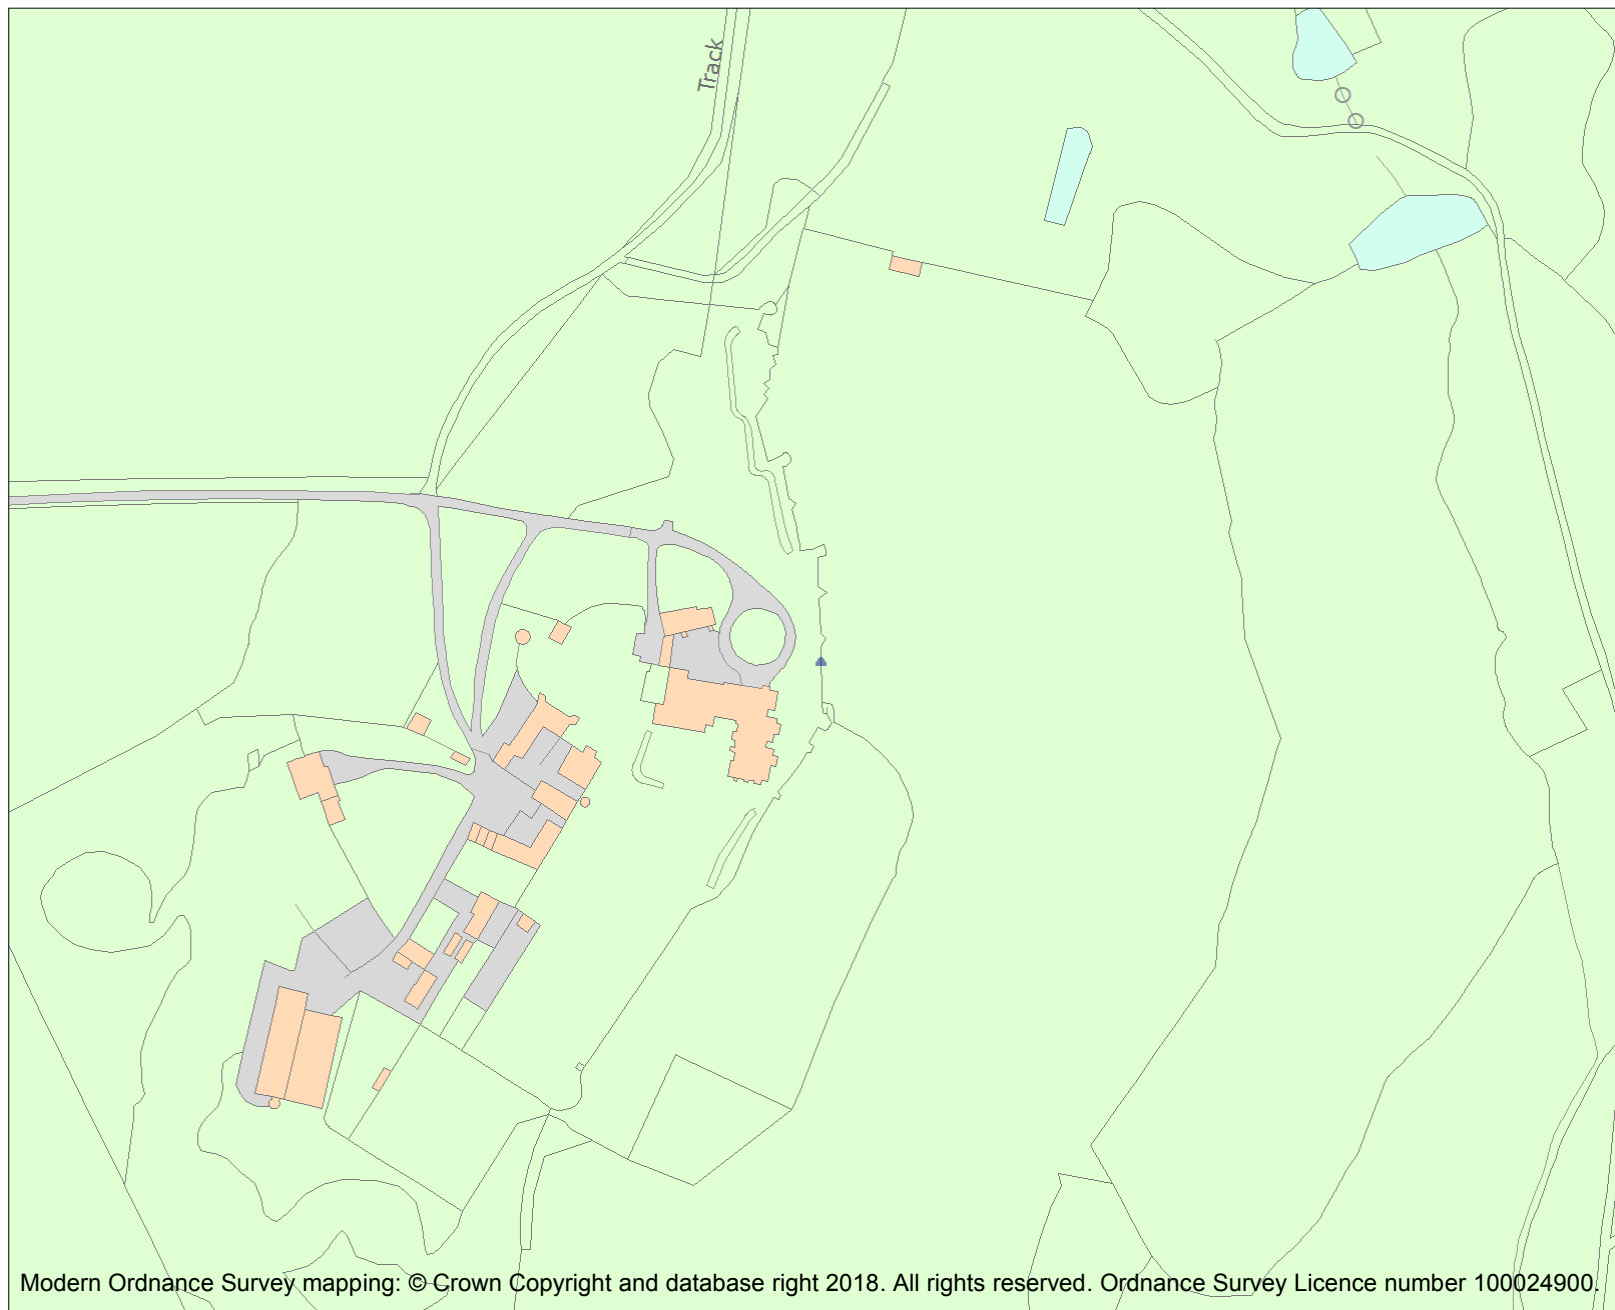 Track
Modern Ordnance Survey mapping: © Crown Copyright and database right 2018. All rights reserved. Ordnance Survey Licence number 100024900.